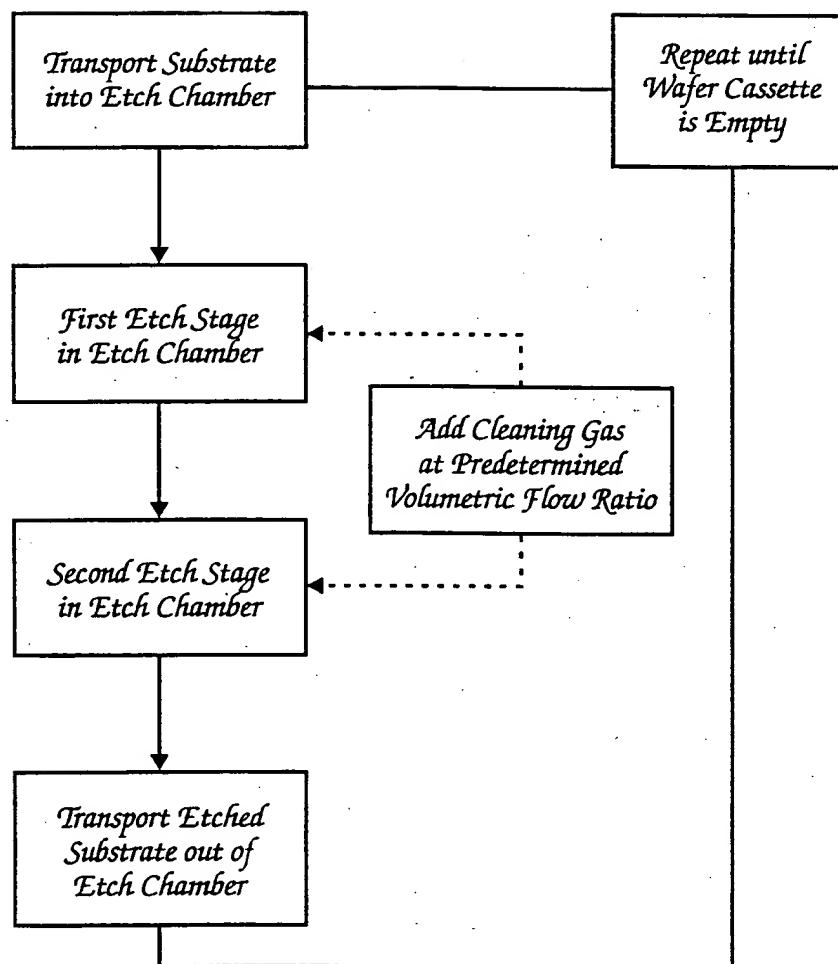 Transport Substrate
into Etch Chamber
Repeat until
Wafer Cassette
is Empty
First Etch Stage
in Etch Chamber
Add Cleaning Gas
at Predetermined
Volumetric Flow Ratio
Second Etch Stage
in Etch Chamber
Transport Etched
Substrate out of
Etch Chamber